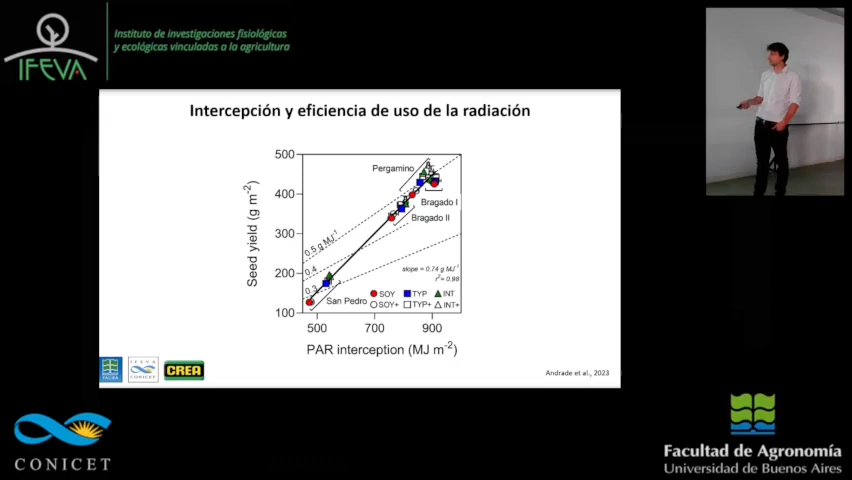 IFEVA
Instituto de investigaciones fisiológicas
y ecológicas vinculadas a la agricultura
Intercepción y eficiencia de uso de la radiación
Seed yield (g m-2)
500
400
300
200
100
Pergamino
Bragado I
Bragado II
San Pedro
0.5 g MJ-1
0.4
0.3
slope = 0.74 g MJ-1
r2= 0.98
SOY TYP INT
SOY+ TYP+ INT+
500 700 900
PAR interception (MJ m-2)
FAUBA
IFEVA
CONICET
CREA
Andrade et al., 2023
CONICET
Facultad de Agronomía
Universidad de Buenos Aires